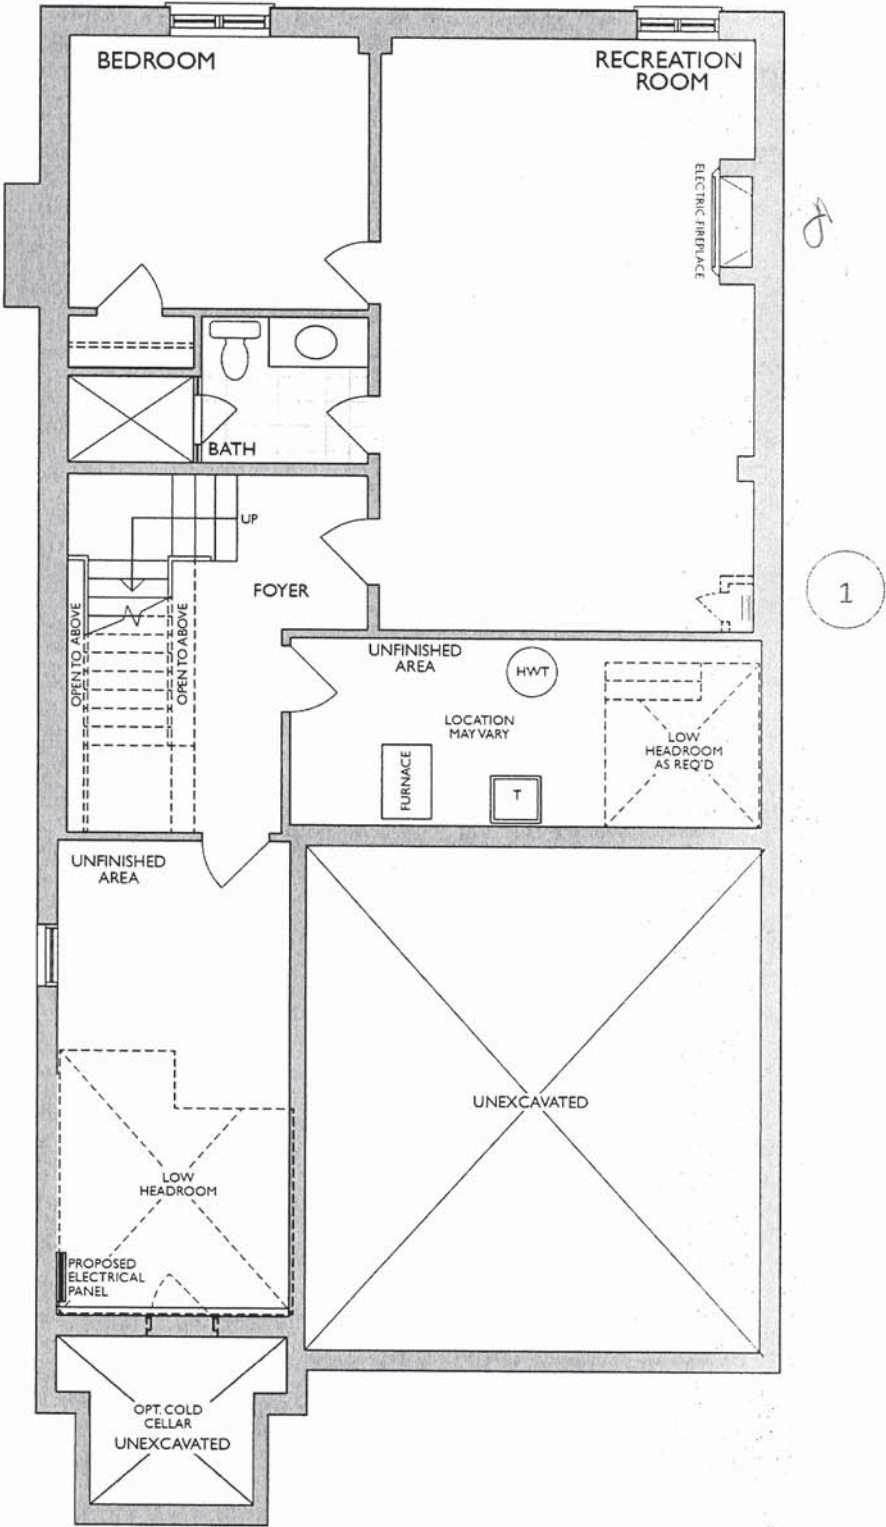 BEDROOM
RECREATION
ROOM
ELECTRIC FIREPLACE
BATH
UP
FOYER
OPEN TO ABOVE
OPEN TO ABOVE
1
UNFINISHED
AREA
HWT
LOCATION
MAY VARY
LOW
HEADROOM
AS REQ'D
FURNACE
T
UNFINISHED
AREA
UNEXCAVATED
LOW
HEADROOM
PROPOSED
ELECTRICAL
PANEL
OPT. COLD
CELLAR
UNEXCAVATED